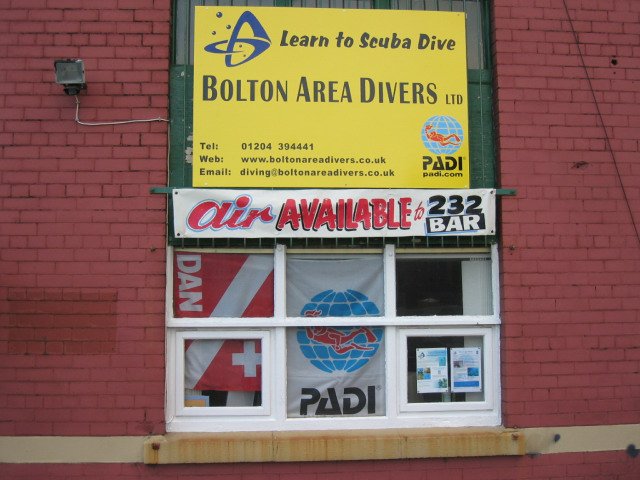 Learn to Scuba Dive
BOLTON AREA DIVERS LTD
Tel: 01204 394441
Web: www.boltonareadivers.co.uk
Email: diving@boltonareadivers.co.uk
PADI
padi.com
air AVAILABLE to 232 BAR
DAN
PADI